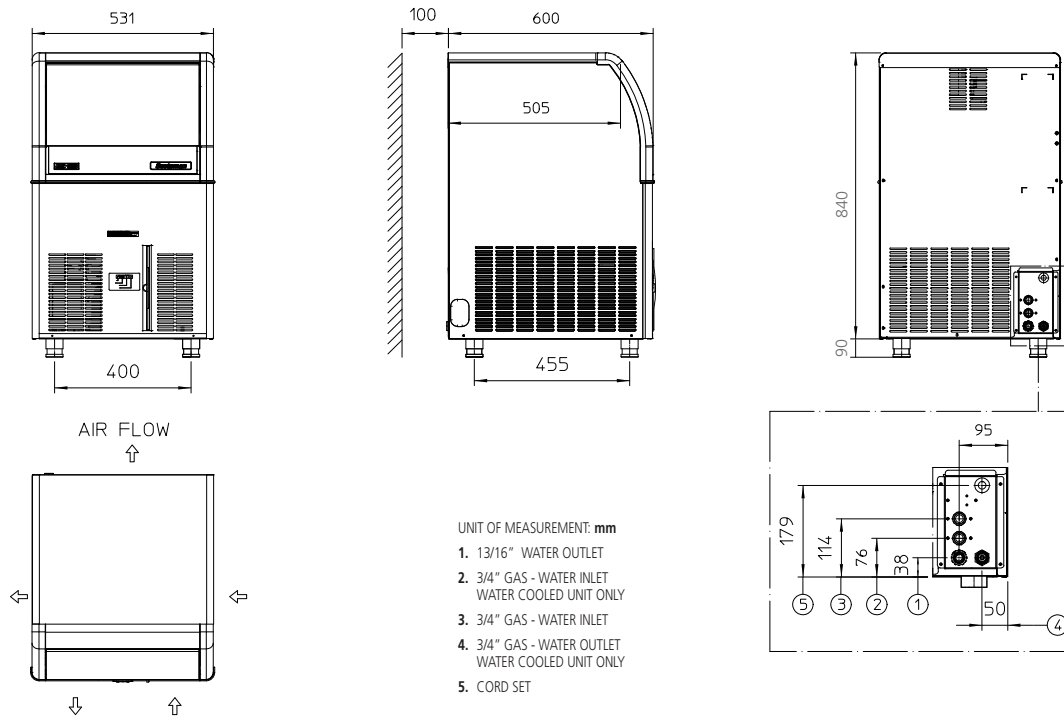 531
100
600
505
840
90
400
455
AIR FLOW
95
179
114
76
38
50
5
3
2
1
4
UNIT OF MEASUREMENT: mm
1. 13/16" WATER OUTLET
2. 3/4" GAS - WATER INLET
WATER COOLED UNIT ONLY
3. 3/4" GAS - WATER INLET
4. 3/4" GAS - WATER OUTLET
WATER COOLED UNIT ONLY
5. CORD SET